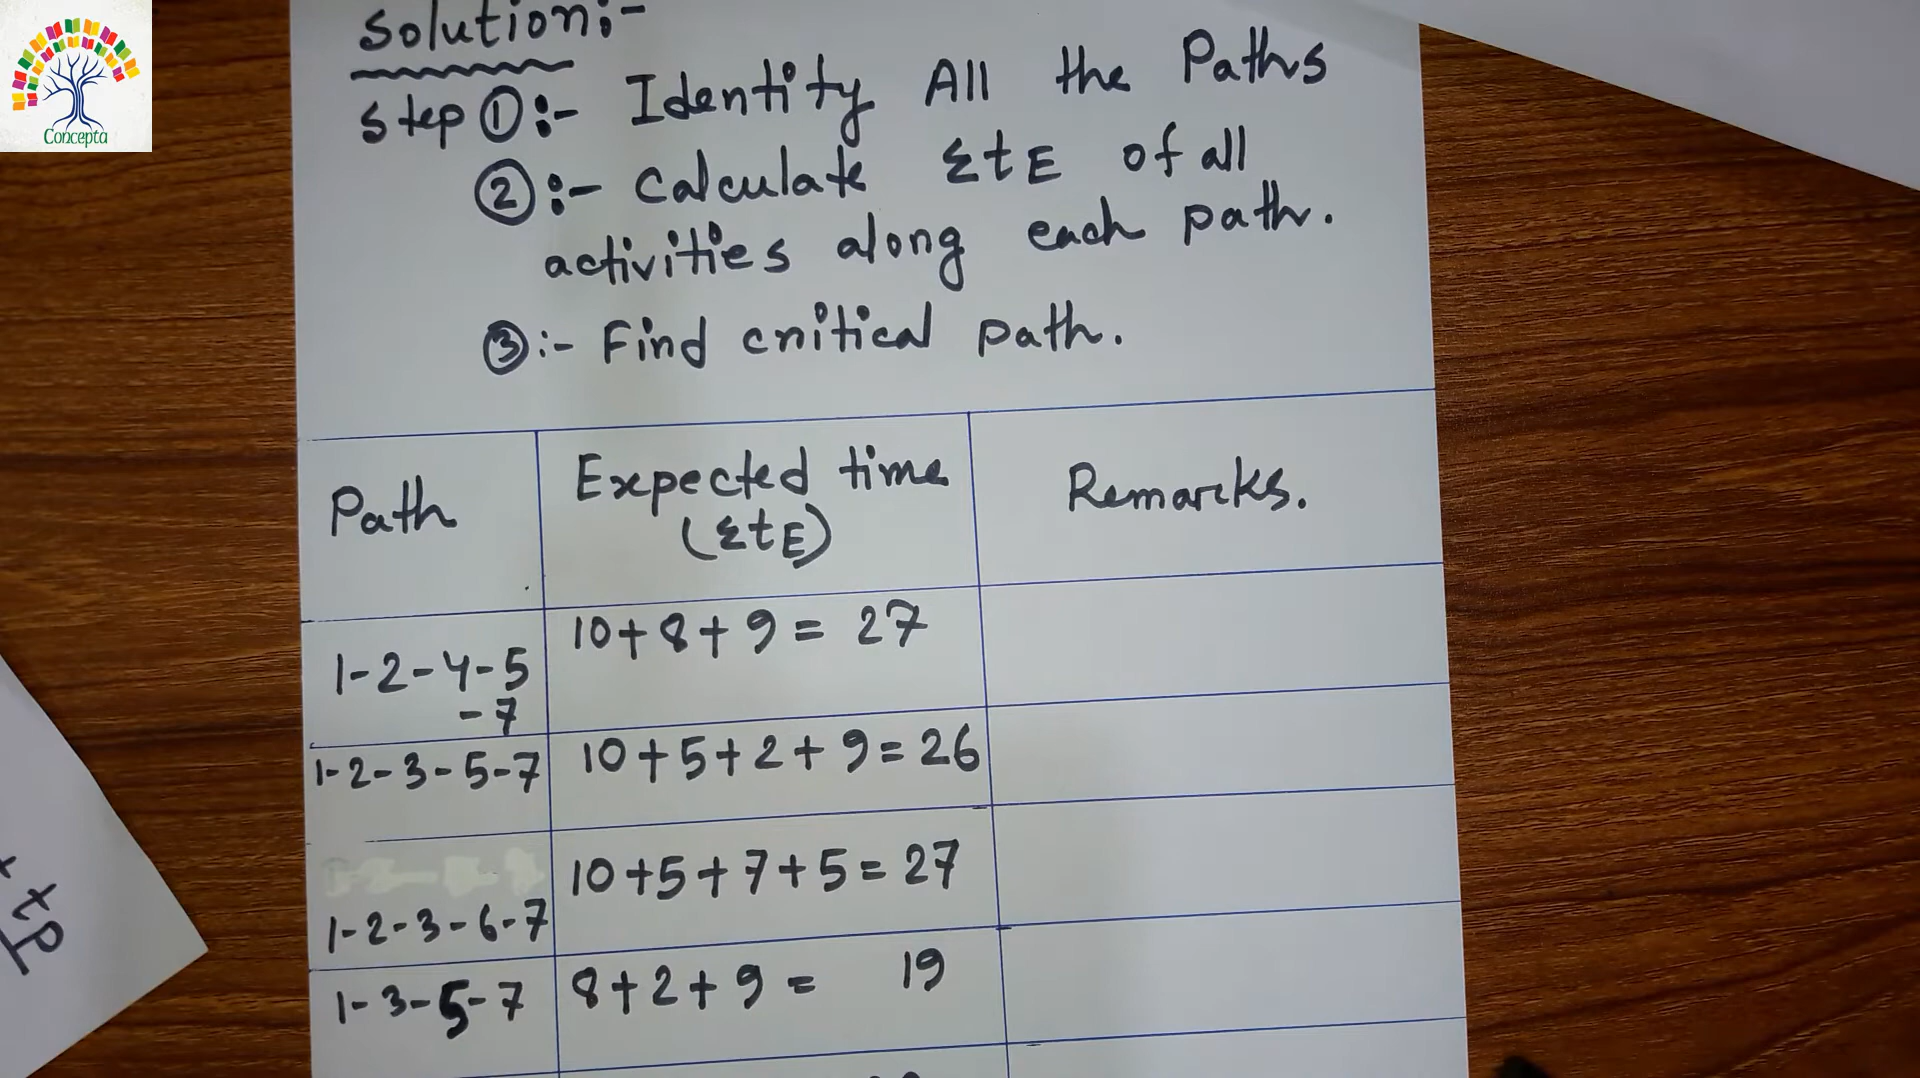 Concepta
Solution:-
Step ①:- Identity All the Paths
②:- Calculate ΣtE of all
activities along each path.
③:- Find critical path.
Path
Expected time
(ΣtE)
Remarks.
1-2-4-5
-7
10+8+9= 27
1-2-3-5-7
10+5+2+9=26
1-2-3-6-7
10+5+7+5=27
1-3-5-7
8+2+9= 19
tP